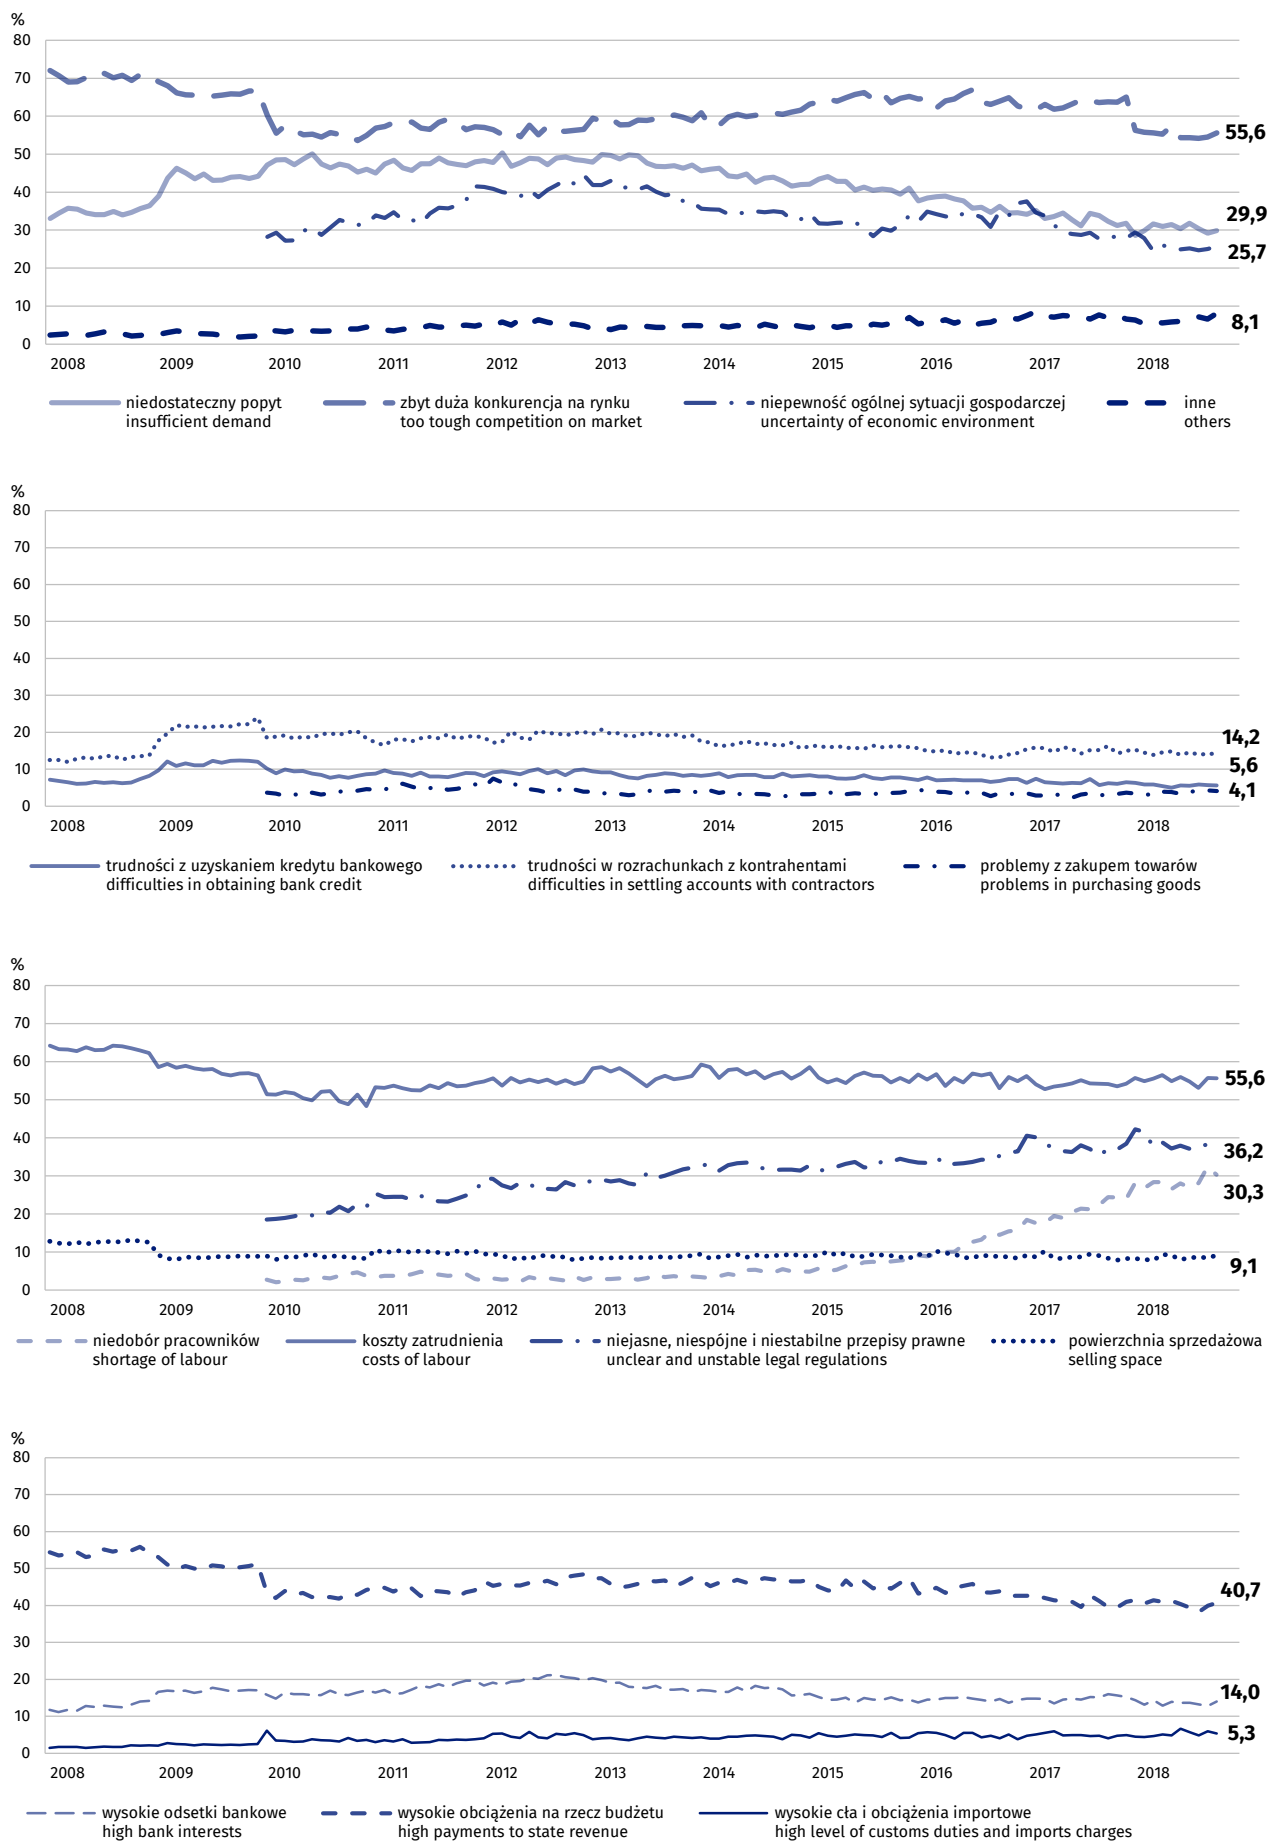 %
80
70
60
50
40
30
20
10
0
55,6
29,9
25,7
8,1
2008 2009 2010 2011 2012 2013 2014 2015 2016 2017 2018
niedostateczny popyt
insufficient demand
zbyt duża konkurencja na rynku
too tough competition on market
niepewność ogólnej sytuacji gospodarczej
uncertainty of economic environment
inne
others
%
80
70
60
50
40
30
20
10
0
14,2
5,6
4,1
2008 2009 2010 2011 2012 2013 2014 2015 2016 2017 2018
trudności z uzyskaniem kredytu bankowego
difficulties in obtaining bank credit
trudności w rozrachunkach z kontrahentami
difficulties in settling accounts with contractors
problemy z zakupem towarów
problems in purchasing goods
%
80
70
60
50
40
30
20
10
0
55,6
36,2
30,3
9,1
2008 2009 2010 2011 2012 2013 2014 2015 2016 2017 2018
niedobór pracowników
shortage of labour
koszty zatrudnienia
costs of labour
niejasne, niespójne i niestabilne przepisy prawne
unclear and unstable legal regulations
powierzchnia sprzedażowa
selling space
%
80
70
60
50
40
30
20
10
0
40,7
14,0
5,3
2008 2009 2010 2011 2012 2013 2014 2015 2016 2017 2018
wysokie odsetki bankowe
high bank interests
wysokie obciążenia na rzecz budżetu
high payments to state revenue
wysokie cła i obciążenia importowe
high level of customs duties and imports charges